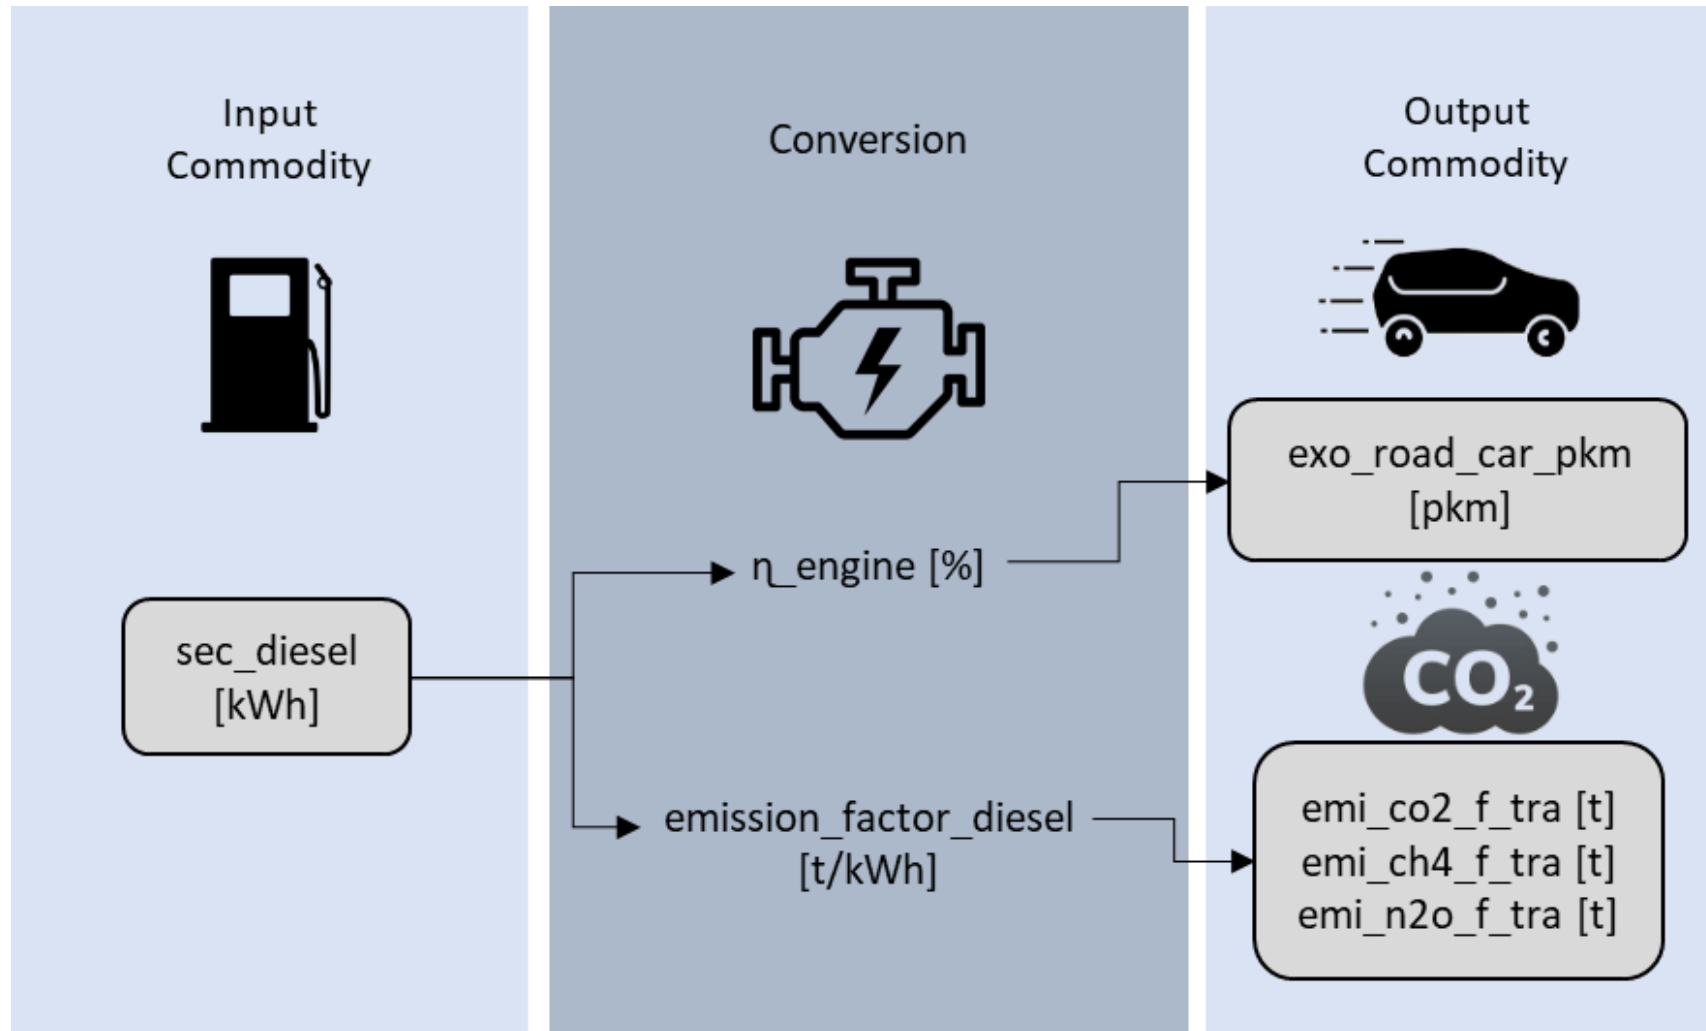 Input
Commodity
Conversion
Output
Commodity
exo_road_car_pkm
[pkm]
η_engine [%]
sec_diesel
[kWh]
CO₂
emission_factor_diesel
[t/kWh]
emi_co2_f_tra [t]
emi_ch4_f_tra [t]
emi_n2o_f_tra [t]